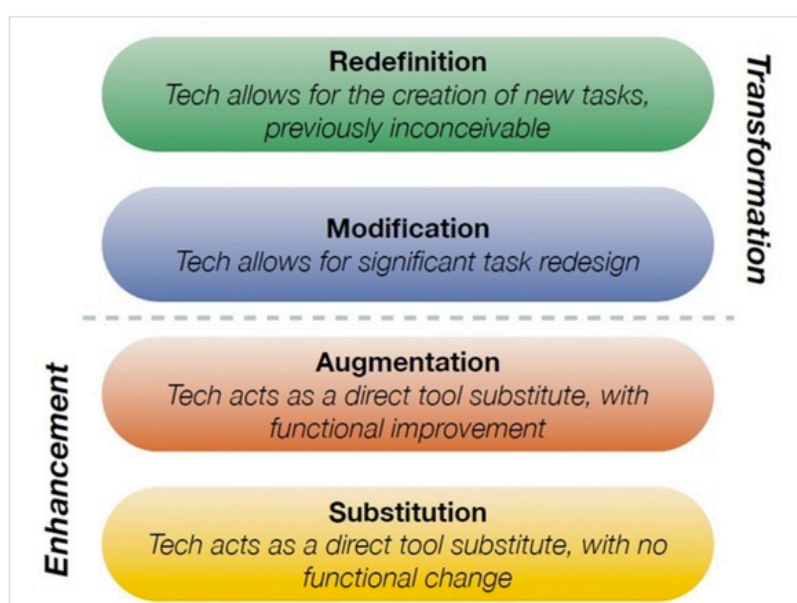 Redefinition
Tech allows for the creation of new tasks,
previously inconceivable
Modification
Tech allows for significant task redesign
Transformation
Augmentation
Tech acts as a direct tool substitute, with
functional improvement
Substitution
Tech acts as a direct tool substitute, with no
functional change
Enhancement